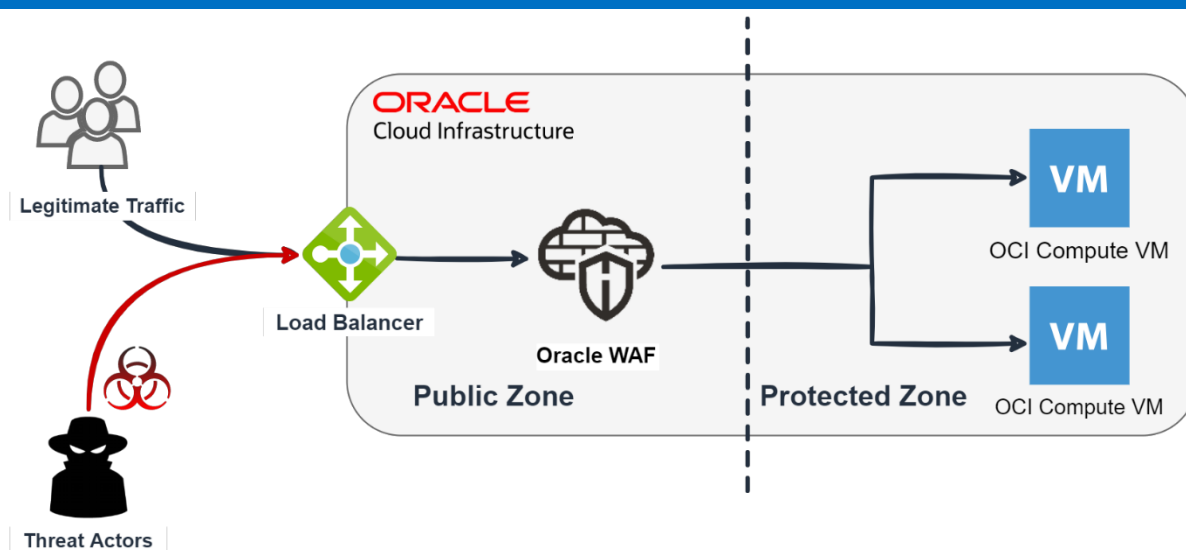 ORACLE
Cloud Infrastructure
Legitimate Traffic
VM
OCI Compute VM
Load Balancer
Oracle WAF
VM
OCI Compute VM
Public Zone
Protected Zone
Threat Actors